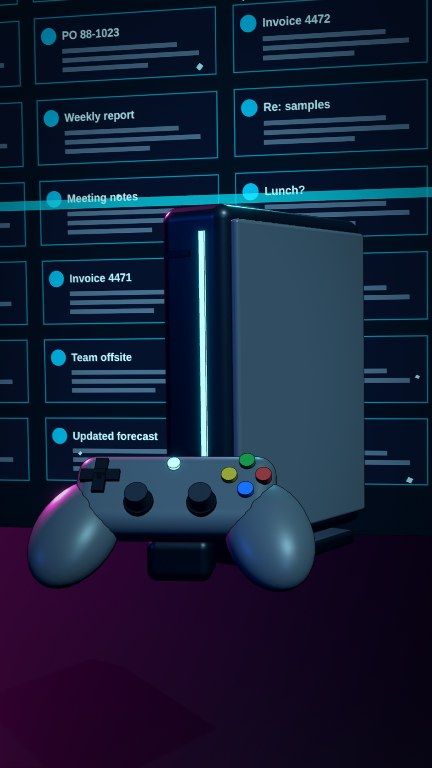 PO 88-1023
Invoice 4472
Weekly report
Re: samples
Meeting notes
Lunch?
Invoice 4471
Team offsite
Updated forecast